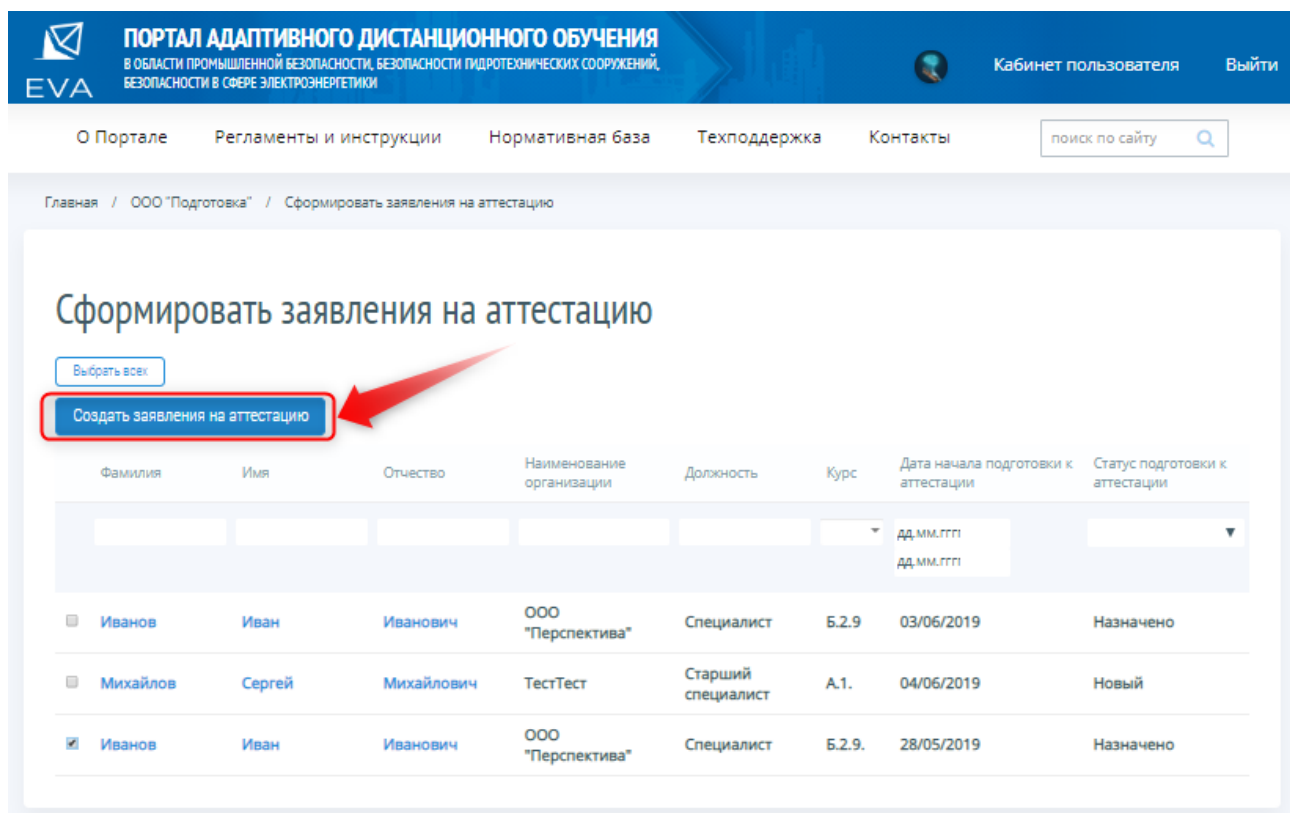 ПОРТАЛ АДАПТИВНОГО ДИСТАНЦИОННОГО ОБУЧЕНИЯ
В ОБЛАСТИ ПРОМЫШЛЕННОЙ БЕЗОПАСНОСТИ, БЕЗОПАСНОСТИ ГИДРОТЕХНИЧЕСКИХ СООРУЖЕНИЙ,
БЕЗОПАСНОСТИ В СФЕРЕ ЭЛЕКТРОЭНЕРГЕТИКИ
EVA
Кабинет пользователя Выйти
О Портале Регламенты и инструкции Нормативная база Техподдержка Контакты поиск по сайту
Главная / ООО "Подготовка" / Сформировать заявления на аттестацию
Сформировать заявления на аттестацию
Выбрать всех
Создать заявления на аттестацию
Фамилия Имя Отчество Наименование организации Должность Курс Дата начала подготовки к аттестации Статус подготовки к аттестации
дд.мм.гггг
дд.мм.гггг
Иванов Иван Иванович ООО "Перспектива" Специалист Б.2.9 03/06/2019 Назначено
Михайлов Сергей Михайлович ТестТест Старший специалист А.1. 04/06/2019 Новый
Иванов Иван Иванович ООО "Перспектива" Специалист Б.2.9. 28/05/2019 Назначено